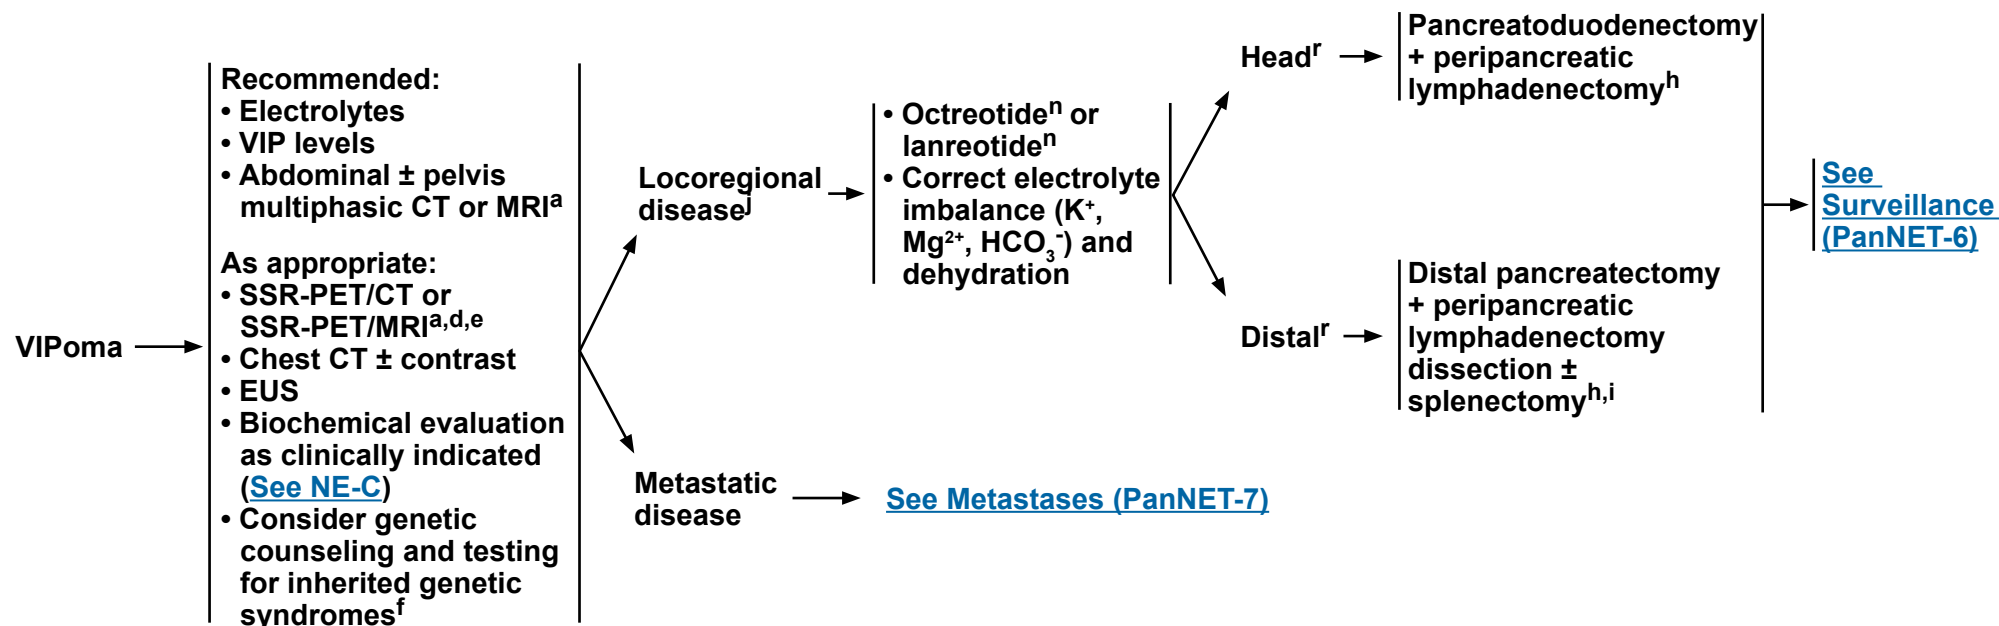 VIPoma
Recommended:
• Electrolytes
• VIP levels
• Abdominal ± pelvis
multiphasic CT or MRIᵃ
As appropriate:
• SSR-PET/CT or
SSR-PET/MRIᵃ,ᵈ,ᵉ
• Chest CT ± contrast
• EUS
• Biochemical evaluation
as clinically indicated
(See NE-C)
• Consider genetic
counseling and testing
for inherited genetic
syndromesᶠ
Locoregional
diseaseʲ
• Octreotideⁿ or
lanreotideⁿ
• Correct electrolyte
imbalance (K⁺,
Mg²⁺, HCO₃⁻) and
dehydration
Headʳ
Pancreatoduodenectomy
+ peripancreatic
lymphadenectomyʰ
Distalʳ
Distal pancreatectomy
+ peripancreatic
lymphadenectomy
dissection ±
splenectomyʰ,ⁱ
See
Surveillance
(PanNET-6)
Metastatic
disease
See Metastases (PanNET-7)